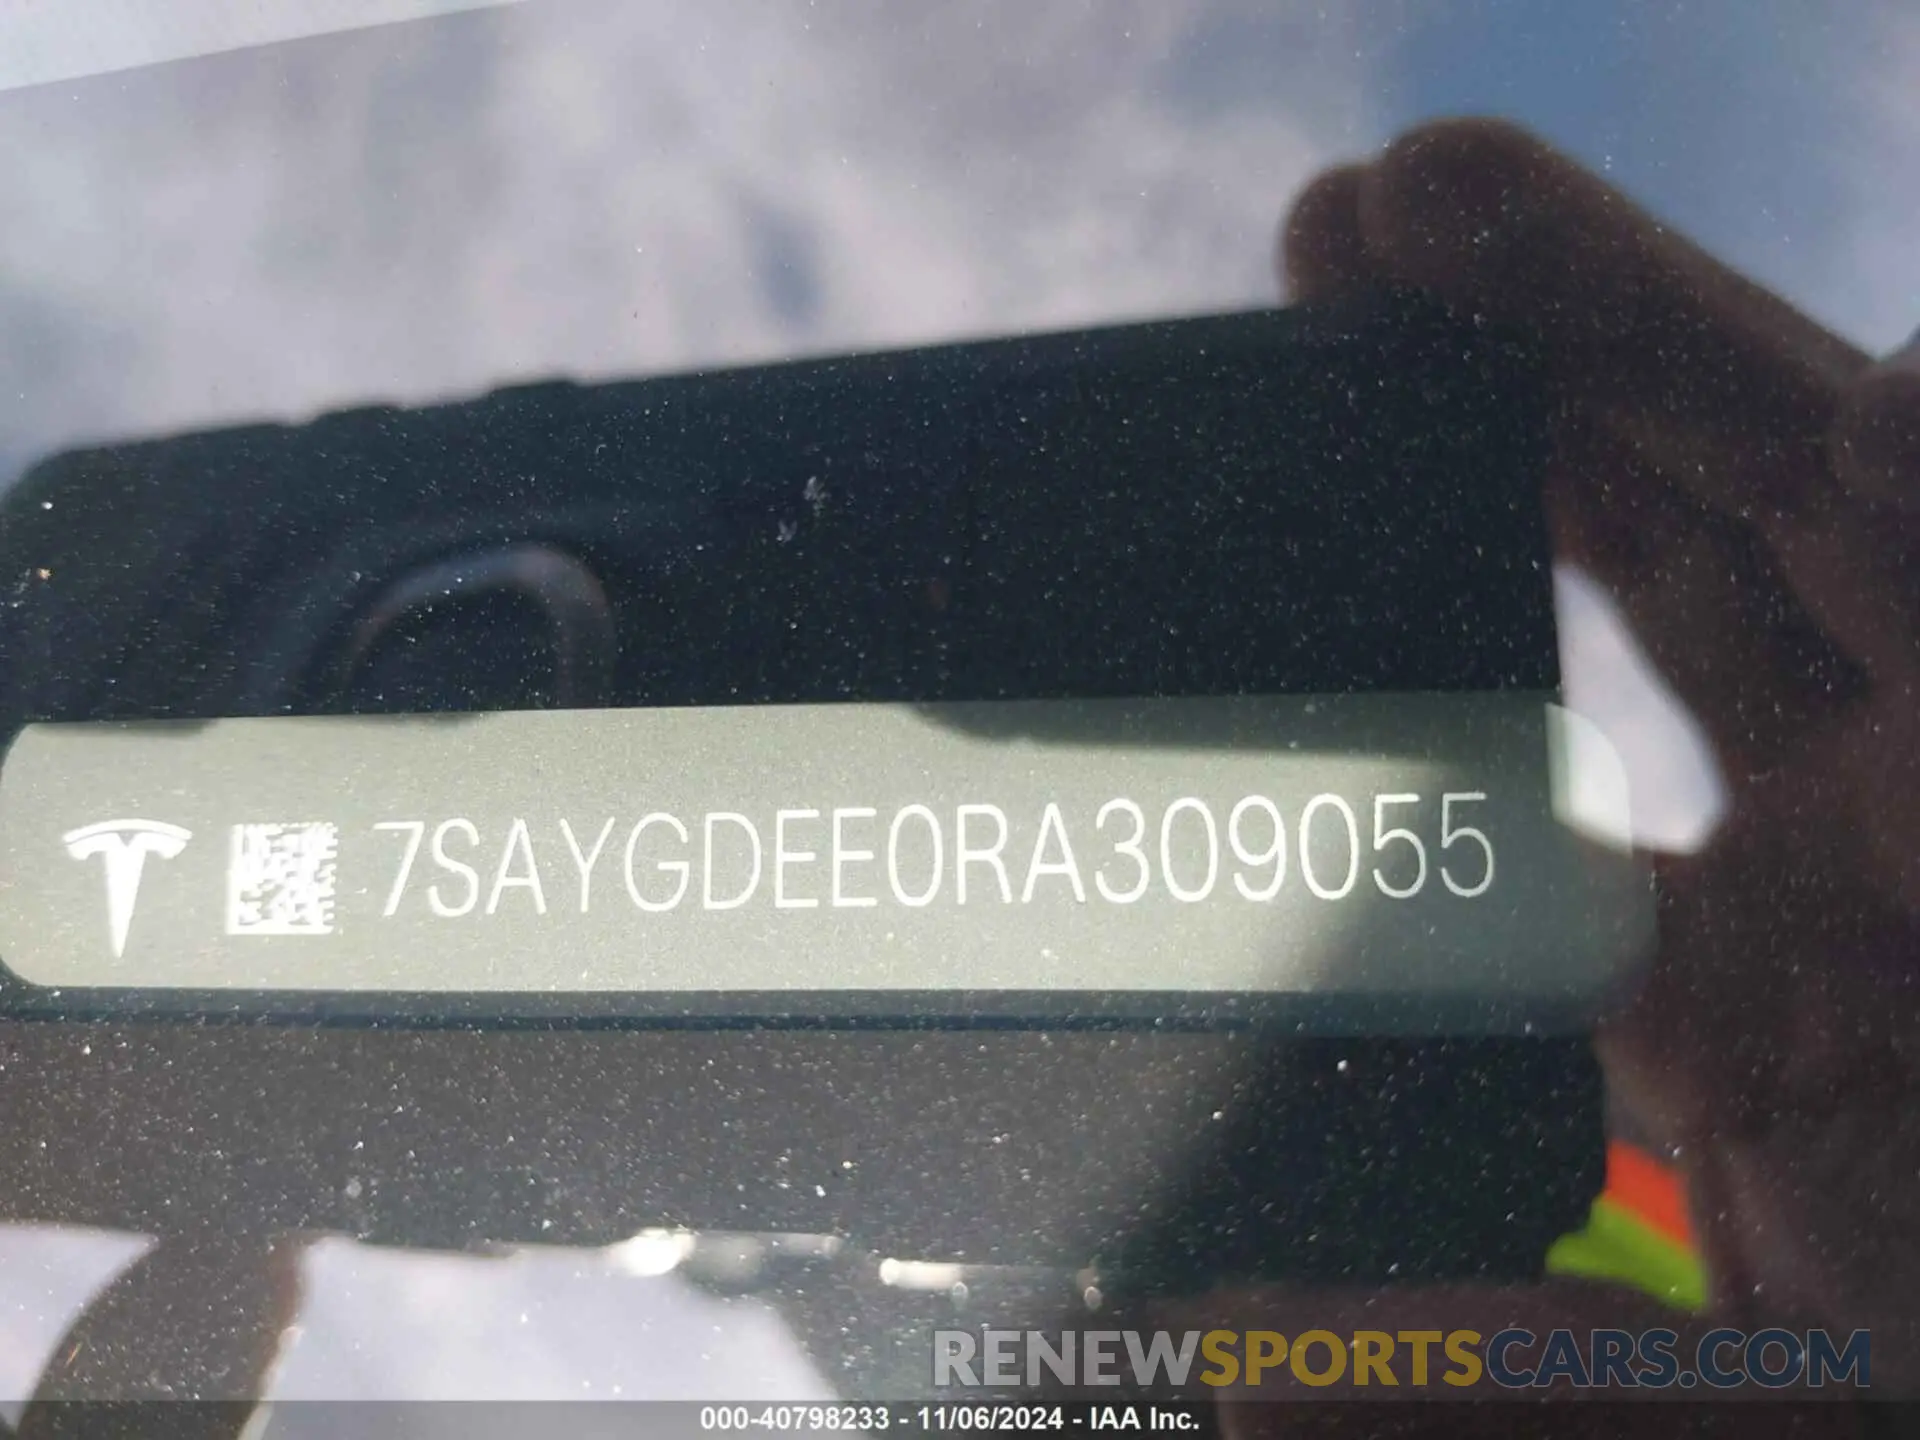 7SAYGDEE0RA309055
RENEWSPORTSCARS.COM
000-40798233 - 11/06/2024 - IAA Inc.